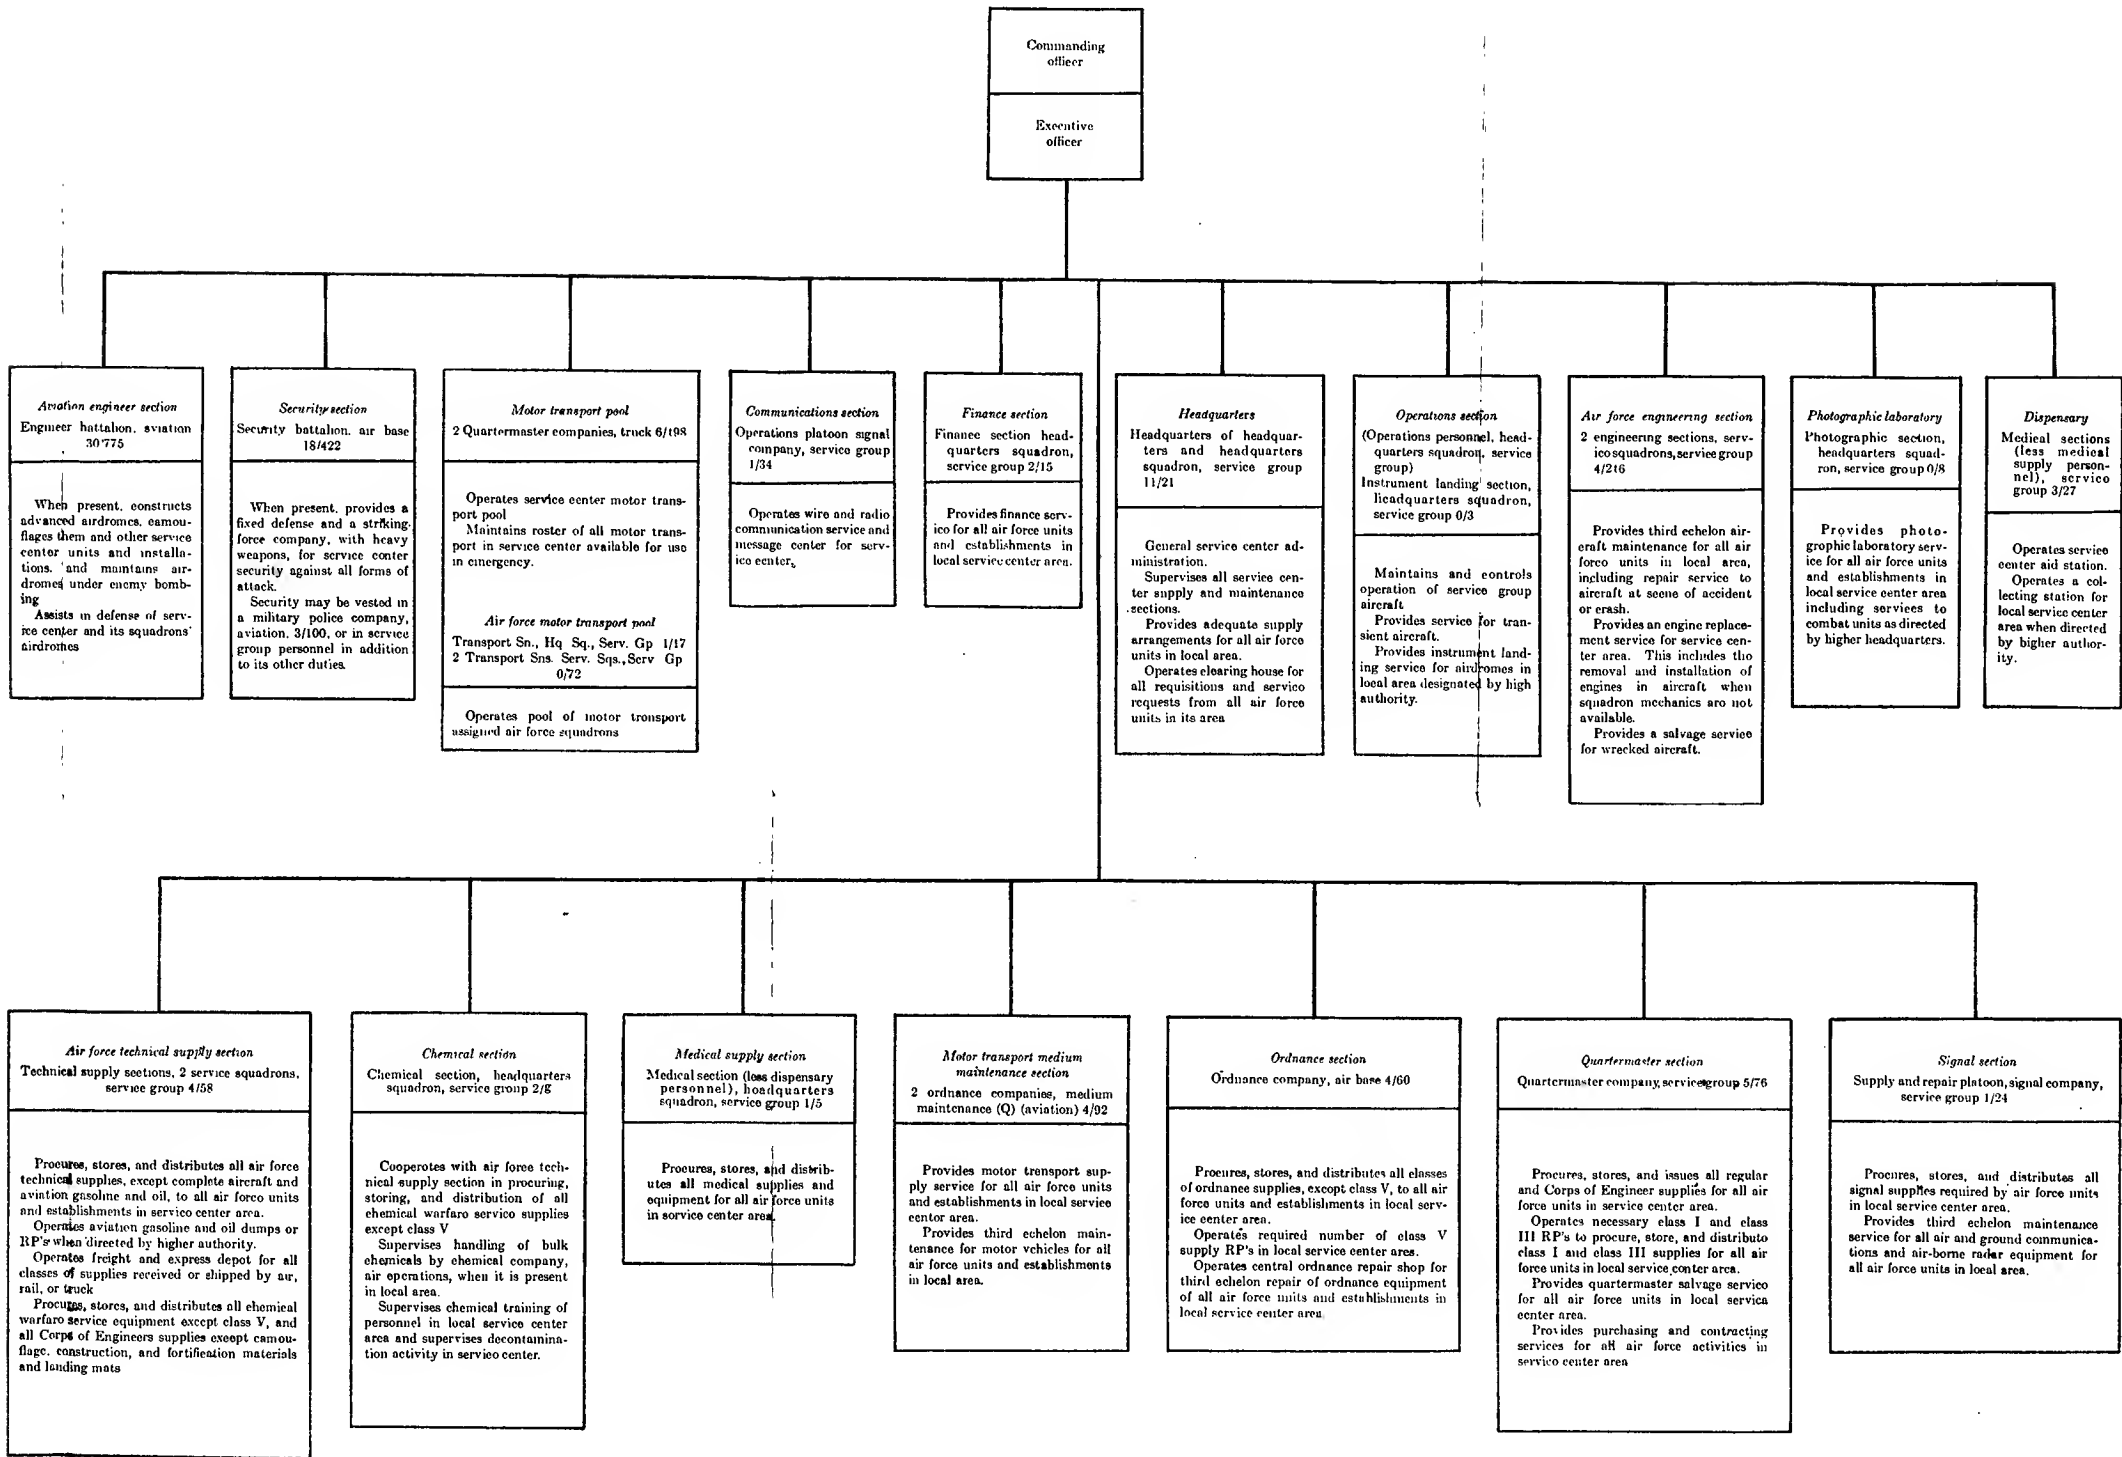 Commanding
officer
Executive
officer
Aviation engineer section
Engineer battalion, aviation
30/775
When present, constructs
advanced airdromes, camou-
flages them and other service
center units and installa-
tions, and maintains air-
dromes under enemy bomb-
ing
Assists in defense of serv-
ice center and its squadrons'
airdromes
Security section
Security battalion, air base
18/422
When present, provides a
fixed defense and a striking
force company, with heavy
weapons, for service center
security against all forms of
attack.
Security may be vested in
a military police company,
aviation, 3/100, or in service
group personnel in addition
to its other duties.
Motor transport pool
2 Quartermaster companies, truck 6/198
Operates service center motor trans-
port pool
Maintains roster of all motor trans-
port in service center available for use
in emergency.
Air force motor transport pool
Transport Sn., Hq Sq., Serv. Gp 1/17
2 Transport Sns. Serv. Sqs., Serv Gp
0/72
Operates pool of motor transport
assigned air force squadrons
Communications section
Operations platoon signal
company, service group
1/34
Operates wire and radio
communication service and
message center for serv-
ice center.
Finance section
Finance section head-
quarters squadron,
service group 2/15
Provides finance serv-
ice for all air force units
and establishments in
local service center area.
Headquarters
Headquarters of headquar-
ters and headquarters
squadron, service group
11/21
General service center ad-
ministration.
Supervises all service cen-
ter supply and maintenance
sections.
Provides adequate supply
arrangements for all air force
units in local area.
Operates clearing house for
all requisitions and service
requests from all air force
units in its area
Operations section
(Operations personnel, head-
quarters squadron, service
group)
Instrument landing section,
headquarters squadron,
service group 0/3
Maintains and controls
operation of service group
aircraft
Provides service for tran-
sient aircraft.
Provides instrument land-
ing service for airdromes in
local area designated by high
authority.
Air force engineering section
2 engineering sections, serv-
ice squadrons, service group
4/216
Provides third echelon air-
craft maintenance for all air
force units in local area,
including repair service to
aircraft at scene of accident
or crash.
Provides an engine replace-
ment service for service cen-
ter area. This includes the
removal and installation of
engines in aircraft when
squadron mechanics are not
available.
Provides a salvage service
for wrecked aircraft.
Photographic laboratory
Photographic section,
headquarters squad-
ron, service group 0/8
Provides photo-
graphic laboratory serv-
ice for all air force units
and establishments in
local service center area
including services to
combat units as directed
by higher headquarters.
Dispensary
Medical sections
(less medical
supply person-
nel), service
group 3/27
Operates service
center aid station.
Operates a col-
lecting station for
local service center
area when directed
by higher author-
ity.
Air force technical supply section
Technical supply sections, 2 service squadrons,
service group 4/58
Procures, stores, and distributes all air force
technical supplies, except complete aircraft and
aviation gasoline and oil, to all air force units
and establishments in service center area.
Operates aviation gasoline and oil dumps or
RP's when directed by higher authority.
Operates freight and express depot for all
classes of supplies received or shipped by air,
rail, or truck
Procures, stores, and distributes all chemical
warfare service equipment except class V, and
all Corps of Engineers supplies except camou-
flage, construction, and fortification materials
and landing mats
Chemical section
Chemical section, headquarters
squadron, service group 2/8
Cooperates with air force tech-
nical supply section in procuring,
storing, and distribution of all
chemical warfare service supplies
except class V
Supervises handling of bulk
chemicals by chemical company,
air operations, when it is present
in local area.
Supervises chemical training of
personnel in local service center
area and supervises decontamina-
tion activity in service center.
Medical supply section
Medical section (less dispensary
personnel), headquarters
squadron, service group 1/5
Procures, stores, and distrib-
utes all medical supplies and
equipment for all air force units
in service center area.
Motor transport medium
maintenance section
2 ordnance companies, medium
maintenance (Q) (aviation) 4/92
Provides motor transport sup-
ply service for all air force units
and establishments in local service
center area.
Provides third echelon main-
tenance for motor vehicles for all
air force units and establishments
in local area.
Ordnance section
Ordnance company, air base 4/60
Procures, stores, and distributes all classes
of ordnance supplies, except class V, to all air
force units and establishments in local serv-
ice center area.
Operates required number of class V
supply RP's in local service center area.
Operates central ordnance repair shop for
third echelon repair of ordnance equipment
of all air force units and establishments in
local service center area.
Quartermaster section
Quartermaster company, service group 5/76
Procures, stores, and issues all regular
and Corps of Engineer supplies for all air
force units in service center area.
Operates necessary class I and class
III RP's to procure, store, and distribute
class I and class III supplies for all air
force units in local service center area.
Provides quartermaster salvage service
for all air force units in local service
center area.
Provides purchasing and contracting
services for all air force activities in
service center area
Signal section
Supply and repair platoon, signal company,
service group 1/24
Procures, stores, and distributes all
signal supplies required by air force units
in local service center area.
Provides third echelon maintenance
service for all air and ground communica-
tions and air-borne radar equipment for
all air force units in local area.